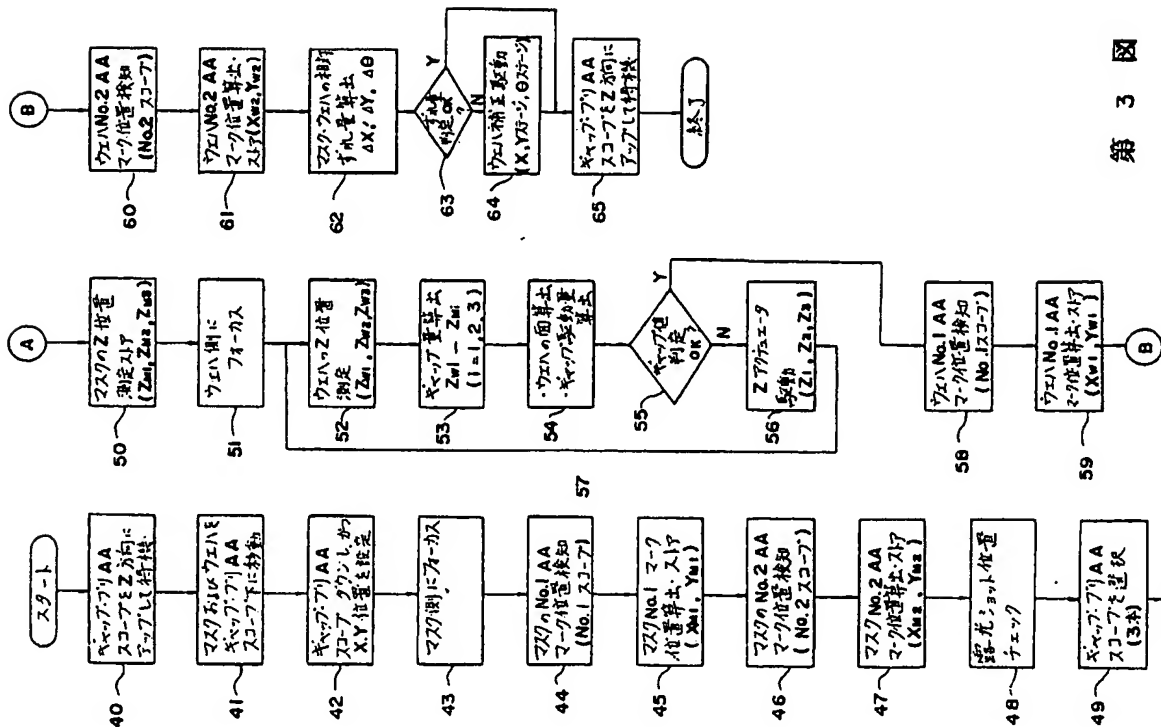 スタート
40
ギャップ・プリAA
スコープをZ方向に
アップして待機
41
マスクおよびウエハを
ギャップ・プリAA
スコープ下に移動
42
ギャップ・プリAA
スコープダウンし、かつ
X,Y位置を設定
43
マスク側にフォーカス
44
マスクのNo.1 AA
マーク位置検知
(No.1スコープ)
45
マスクNo.1マーク
位置算出・ストア
(XM1, YM1)
46
マスクのNo.2 AA
マーク位置検知
(No.2スコープ)
47
マスクNo.2 AA
マーク位置算出・ストア
(XM2, YM2)
48
露光ショット位置
チェック
49
ギャップ・プリAA
スコープを選択
(3本)
A
50
マスクのZ位置
測定・ストア
(ZM1, ZM2, ZM3)
51
ウエハ側に
フォーカス
52
ウエハのZ位置
測定
(ZW1, ZW2, ZW3)
53
ギャップ量算出
ZWi − ZMi
(i=1,2,3)
54
・ウエハの面算出
・ギャップ駆動量
算出
55
ギャップ値
判定
OK?
Y
N
56
Zアクチュエータ
駆動
(Z1, Z2, Z3)
57
58
ウエハNo.1 AA
マーク位置検知
(No.1スコープ)
59
ウエハNo.1 AA
マーク位置算出・ストア
(XW1, YW1)
B
B
60
ウエハNo.2 AA
マーク位置検知
(No.2スコープ)
61
ウエハNo.2 AA
マーク位置算出・
ストア(XW2, YW2)
62
マスク・ウエハの相対
ずれ量算出
ΔX, ΔY, Δθ
63
ずれ量
判定OK
?
Y
N
64
ウエハ補正駆動
(X,Yステージ,θステージ)
65
ギャップ・プリAA
スコープをZ方向に
アップして待機
終了
第3図